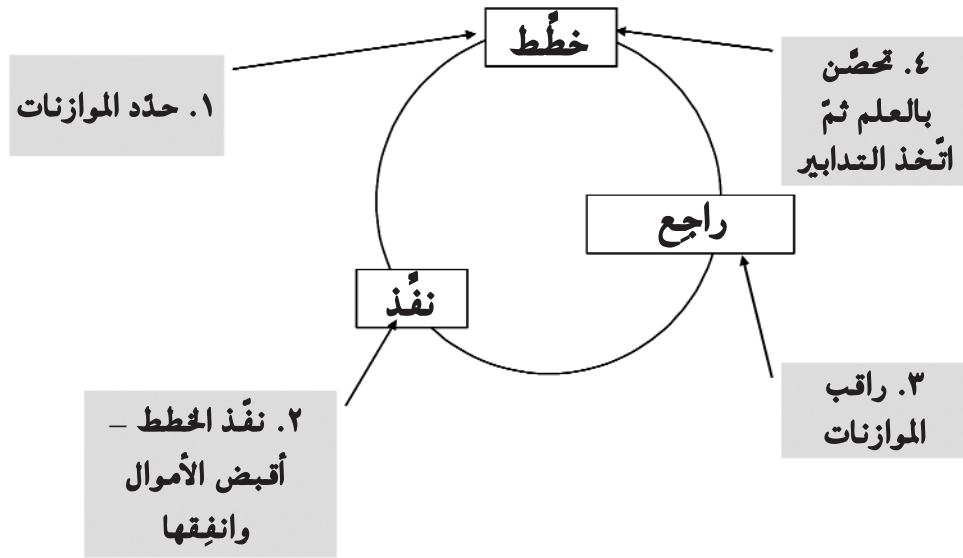 خطِّط
٤. تحصَّن
بالعلم ثمّ
اتَّخذ التدابير
١. حدّد الموازنات
راجِع
نفِّذ
٣. راقب
الموازنات
٢. نفِّذ الخطط –
أقبض الأموال
وانفِقها